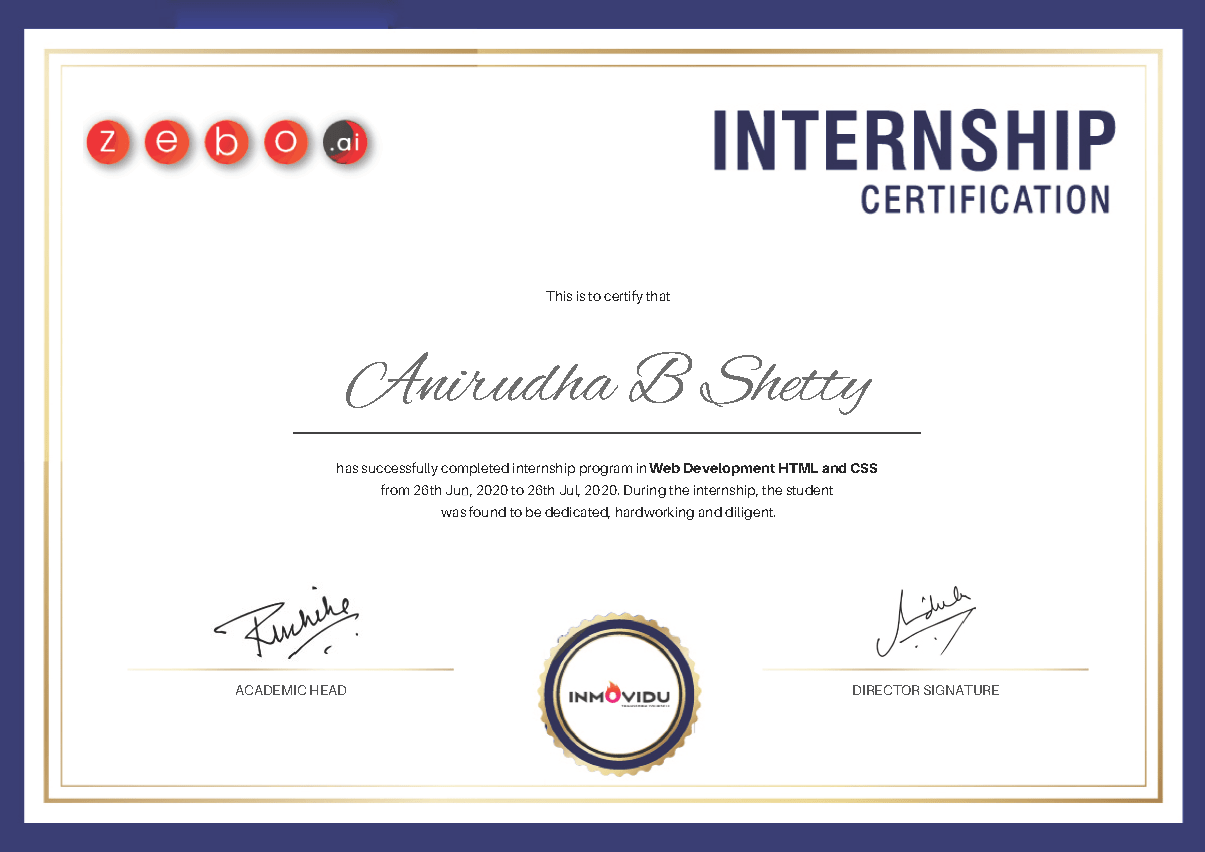 zebo.ai
INTERNSHIP
CERTIFICATION
This is to certify that
Anirudha B Shetty
has successfully completed internship program in Web Development HTML and CSS
from 26th Jun, 2020 to 26th Jul, 2020. During the internship, the student
was found to be dedicated, hardworking and diligent.
Ruchika
ACADEMIC HEAD
INMOVIDU
DIRECTOR SIGNATURE